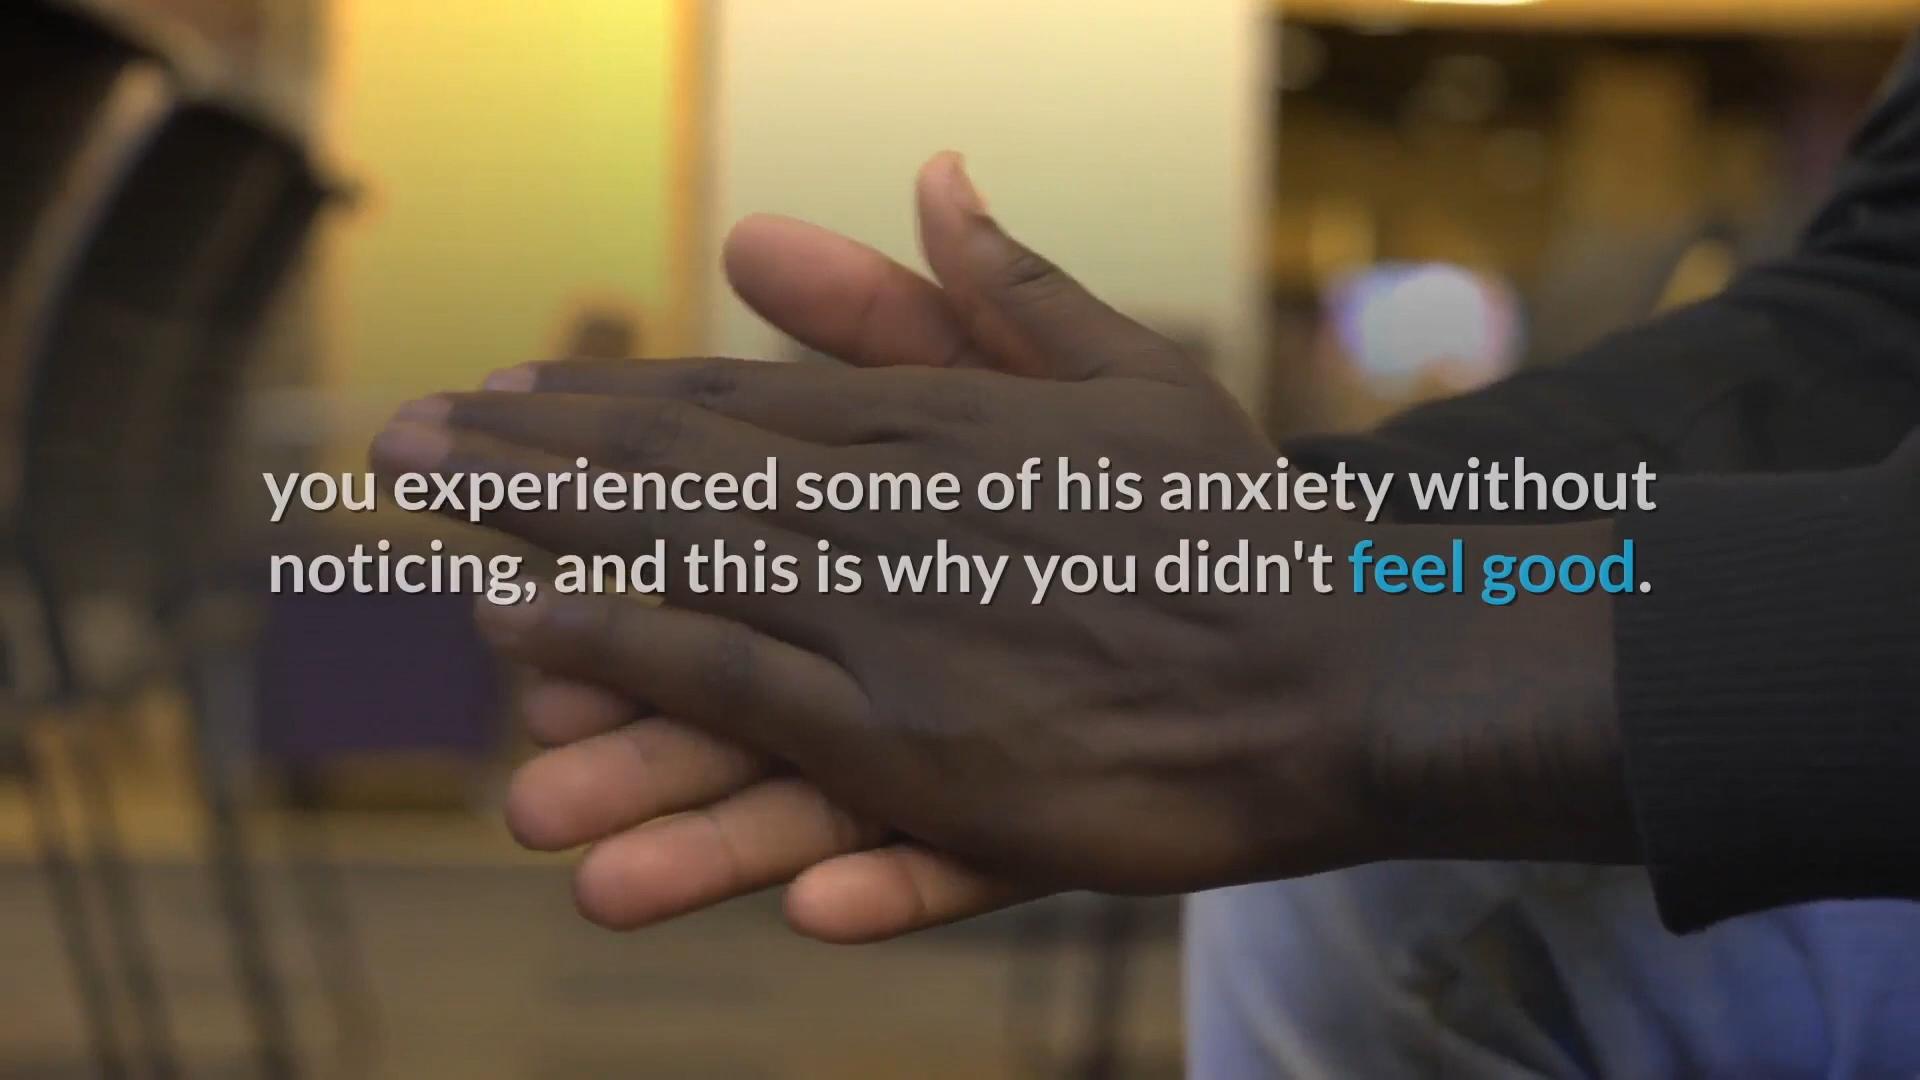 you experienced some of his anxiety without
noticing, and this is why you didn't feel good.